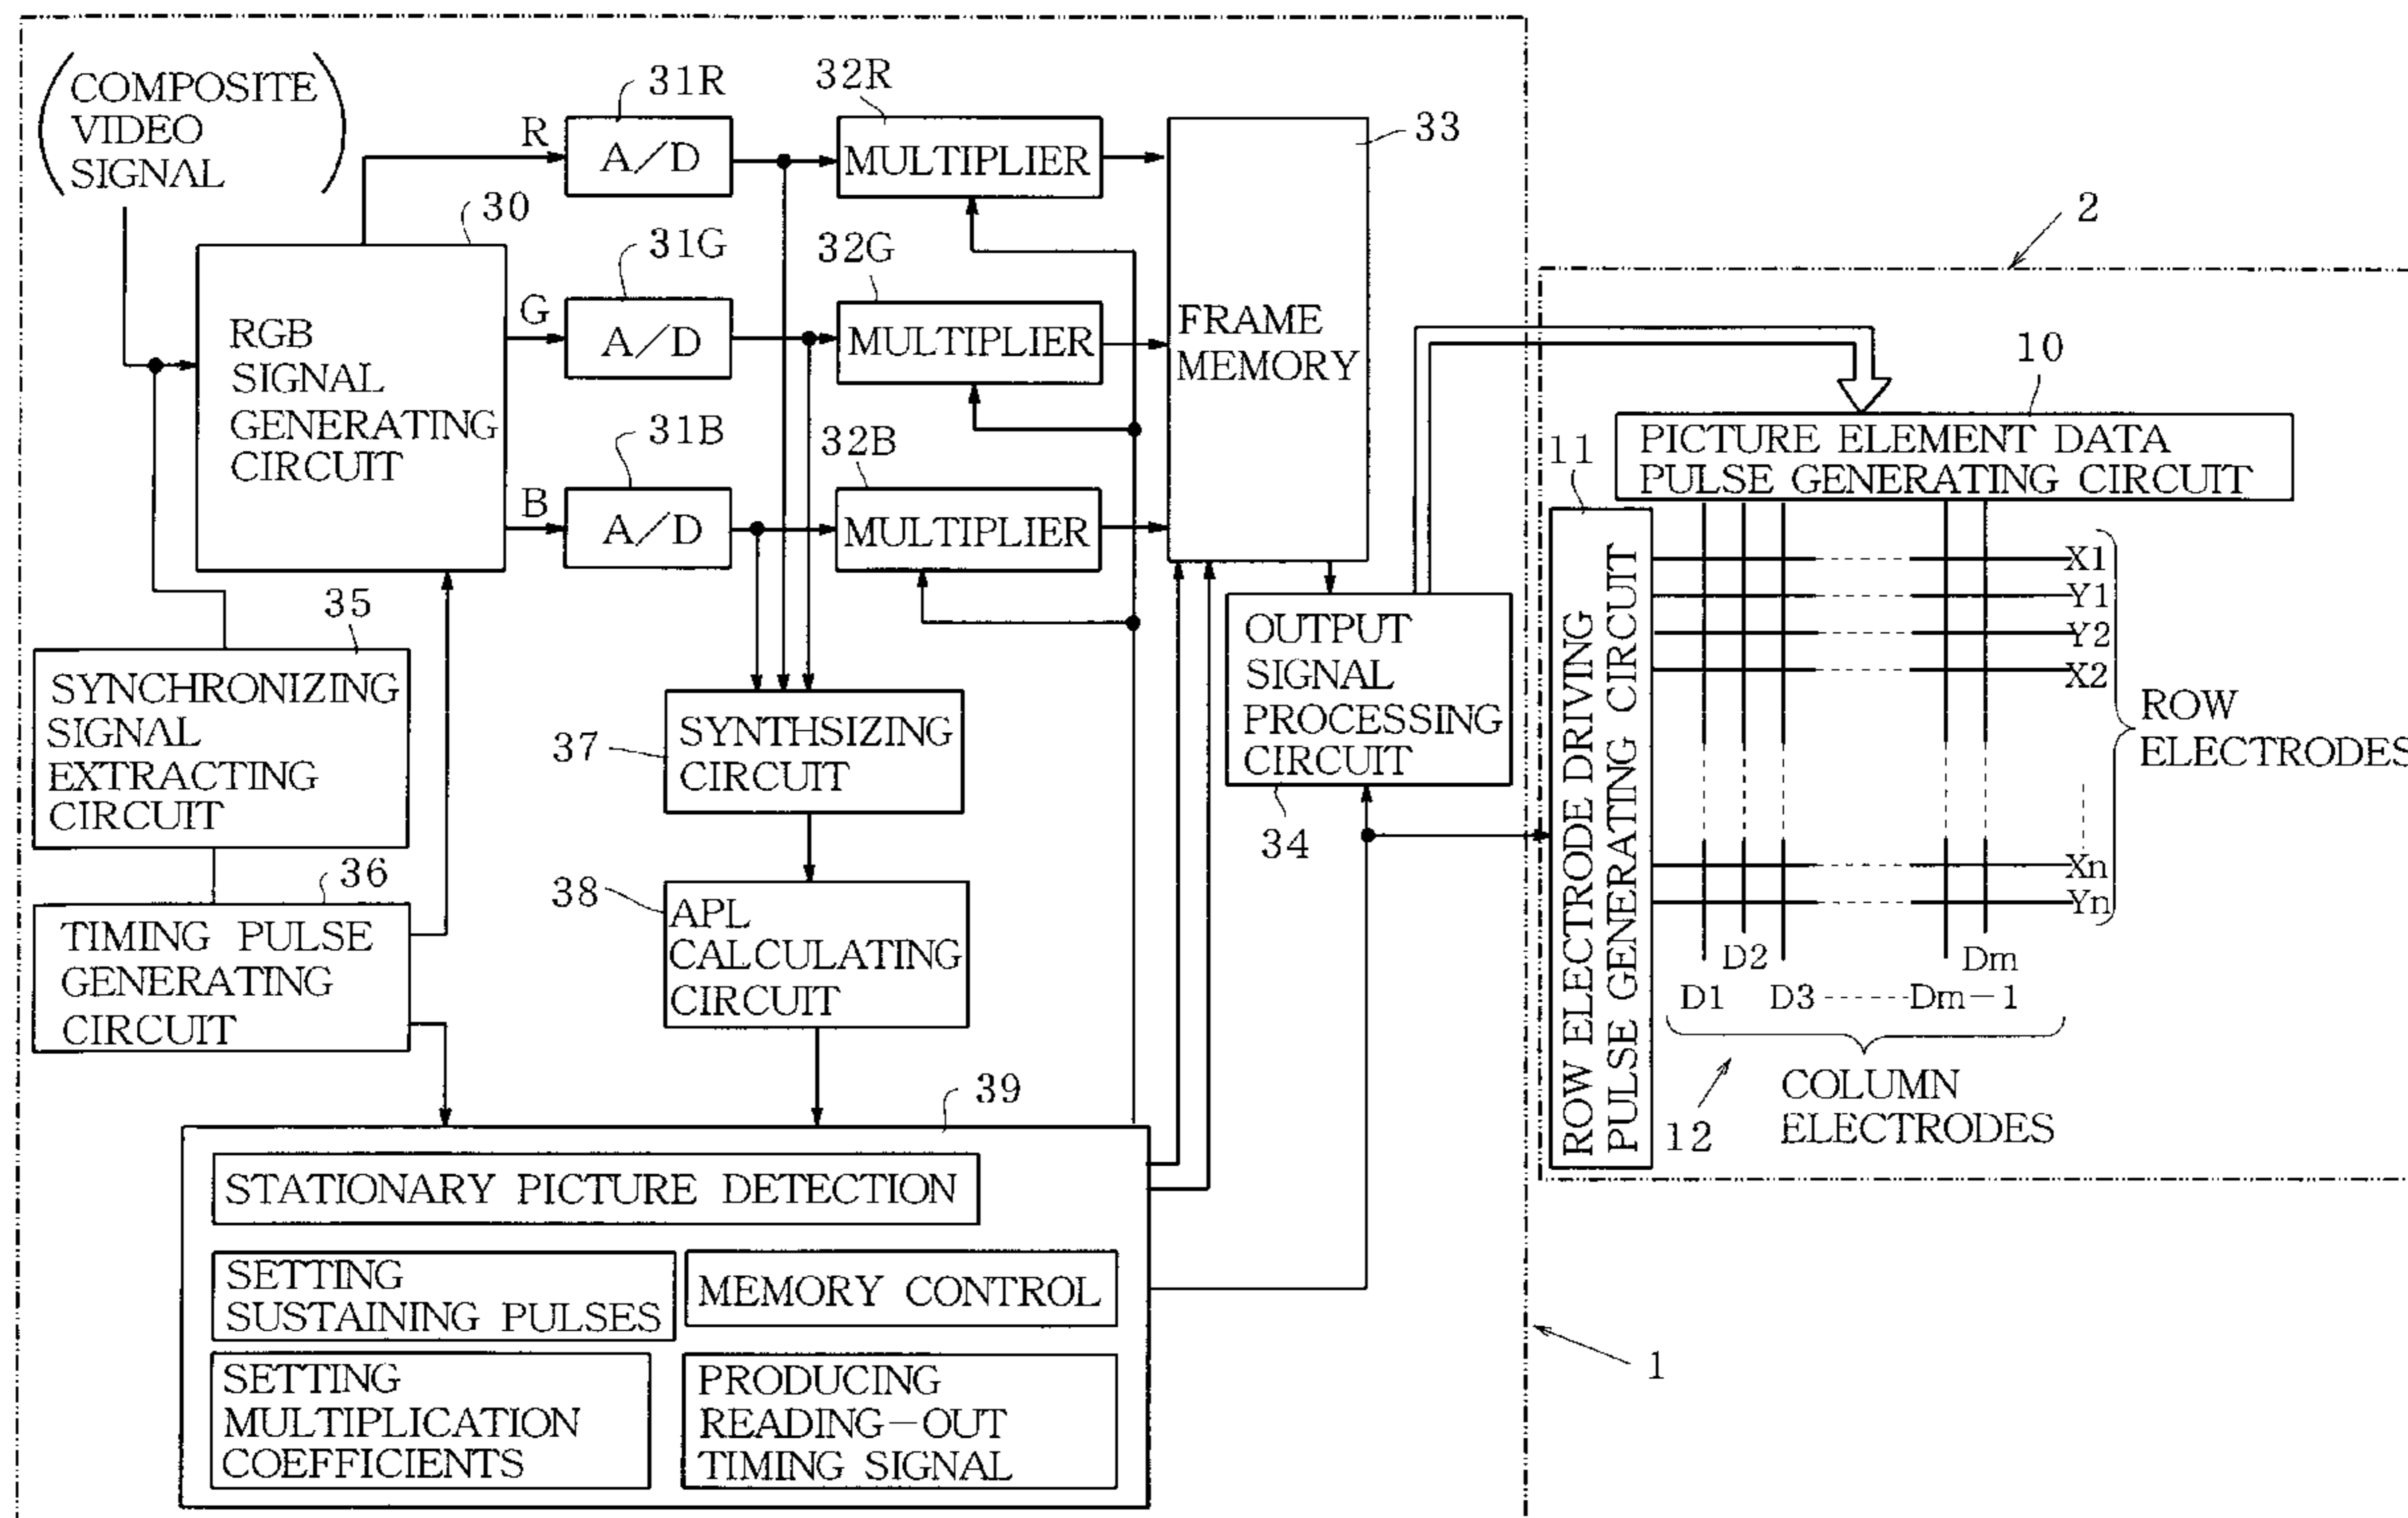 COMPOSITE
VIDEO
SIGNAL
30
RGB
SIGNAL
GENERATING
CIRCUIT
R
G
B
31R
A/D
31G
A/D
31B
A/D
32R
MULTIPLIER
32G
MULTIPLIER
32B
MULTIPLIER
33
FRAME
MEMORY
35
SYNCHRONIZING
SIGNAL
EXTRACTING
CIRCUIT
36
TIMING PULSE
GENERATING
CIRCUIT
37
SYNTHSIZING
CIRCUIT
38
APL
CALCULATING
CIRCUIT
OUTPUT
SIGNAL
PROCESSING
CIRCUIT
34
39
STATIONARY PICTURE DETECTION
SETTING
SUSTAINING PULSES
MEMORY CONTROL
SETTING
MULTIPLICATION
COEFFICIENTS
PRODUCING
READING-OUT
TIMING SIGNAL
1
2
10
PICTURE ELEMENT DATA
PULSE GENERATING CIRCUIT
11
ROW ELECTRODE DRIVING
PULSE GENERATING CIRCUIT
X1
Y1
Y2
X2
Xn
Yn
ROW
ELECTRODES
D2
Dm
D1
D3 ------ Dm-1
12
COLUMN
ELECTRODES